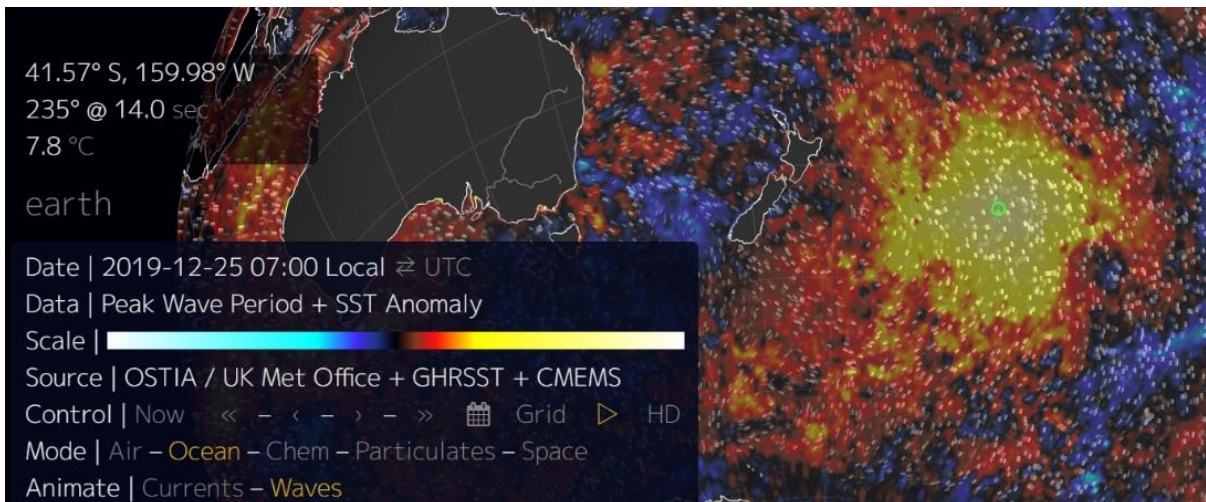 41.57° S, 159.98° W ×
235° @ 14.0 sec
7.8 °C
earth
Date | 2019-12-25 07:00 Local ⇄ UTC
Data | Peak Wave Period + SST Anomaly
Scale |
Source | OSTIA / UK Met Office + GHRSST + CMEMS
Control | Now « – ‹ – › – » Grid ▷ HD
Mode | Air – Ocean – Chem – Particulates – Space
Animate | Currents – Waves